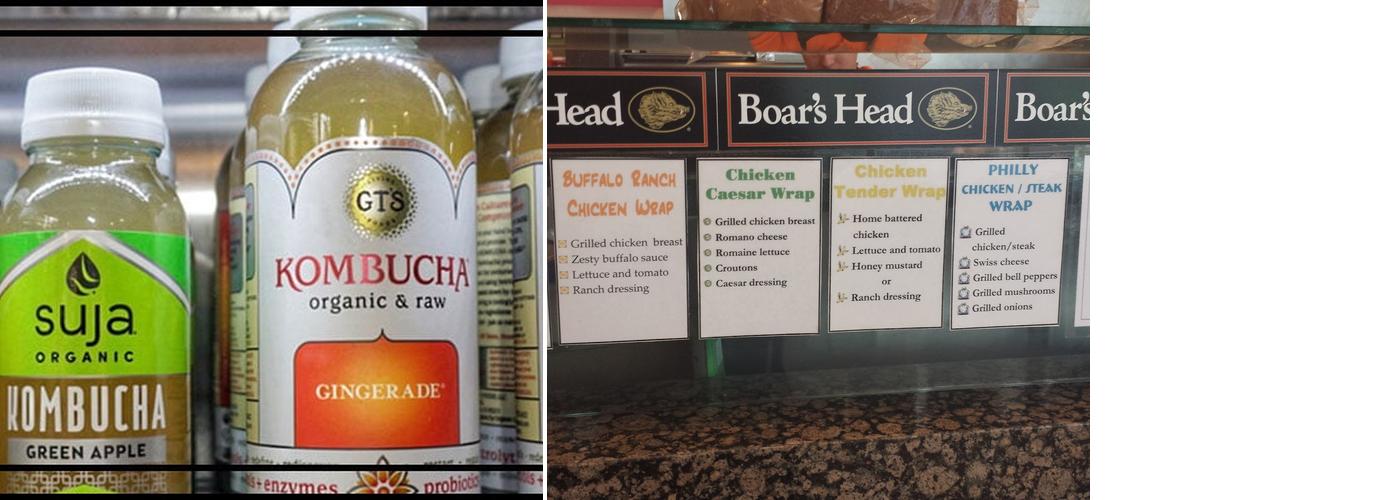 suja
ORGANIC
KOMBUCHA
GREEN APPLE
GT'S
KOMBUCHA
organic & raw
GINGERADE
enzymes
probiotic
Head
Boar's Head
Boar's
BUFFALO RANCH
CHICKEN WRAP
Grilled chicken breast
Zesty buffalo sauce
Lettuce and tomato
Ranch dressing
Chicken
Caesar Wrap
Grilled chicken breast
Romano cheese
Romaine lettuce
Croutons
Caesar dressing
Chicken
Tender Wrap
Home battered
chicken
Lettuce and tomato
Honey mustard
or
Ranch dressing
PHILLY
CHICKEN / STEAK
WRAP
Grilled
chicken/steak
Swiss cheese
Grilled bell peppers
Grilled mushrooms
Grilled onions